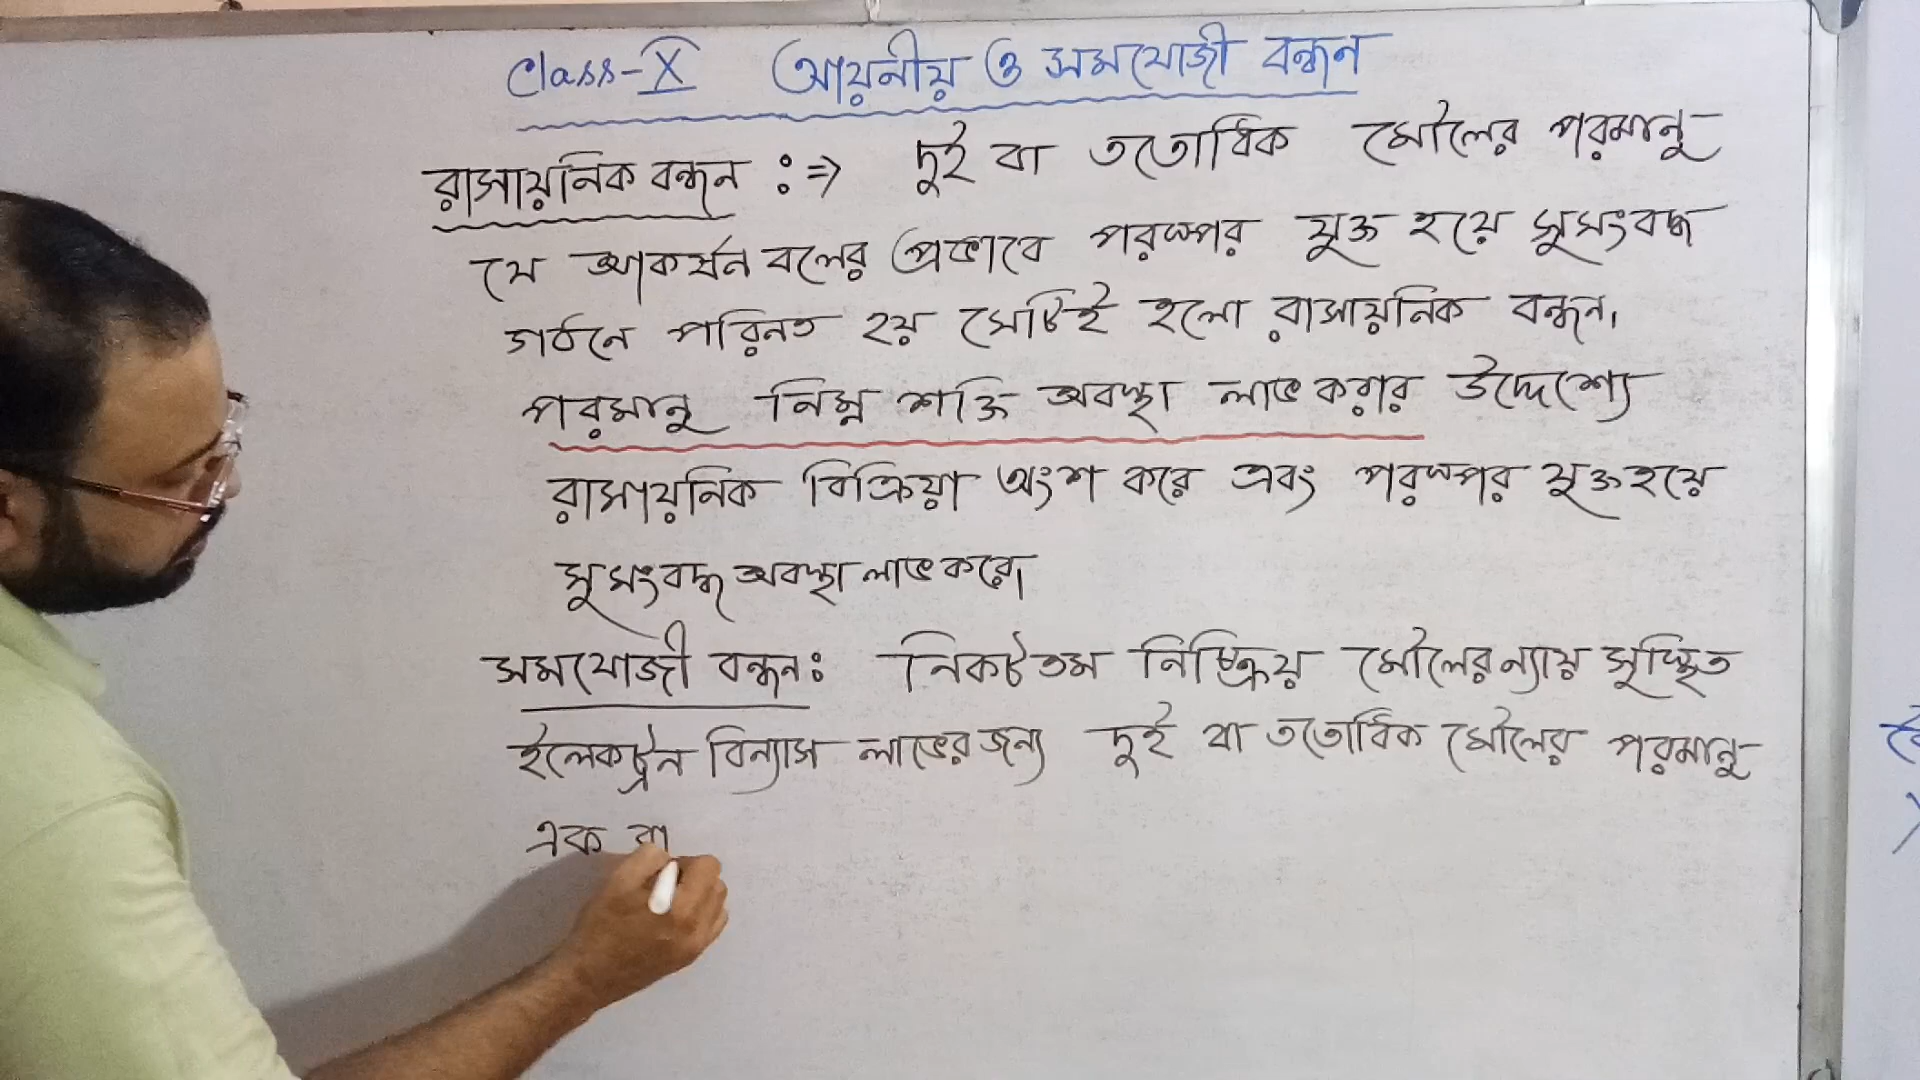 Class-X আয়নীয় ও সমযোজী বন্ধন
রাসায়নিক বন্ধন :⇒ দুই বা ততোধিক মৌলের পরমানু
যে আকর্ষন বলের প্রভাবে পরস্পর যুক্ত হয়ে সুসংবদ্ধ
গঠনে পরিনত হয় সেটিই হলো রাসায়নিক বন্ধন।
পরমানু নিম্ন শক্তি অবস্থা লাভ করার উদ্দেশ্যে
রাসায়নিক বিক্রিয়া অংশ করে এবং পরস্পর যুক্ত হয়ে
সুসংবদ্ধ অবস্থা লাভ করে।
সমযোজী বন্ধনঃ নিকটতম নিষ্ক্রিয় মৌলের ন্যায় সুস্থিত
ইলেকট্রন বিন্যাস লাভের জন্য দুই বা ততোধিক মৌলের পরমানু
এক বা